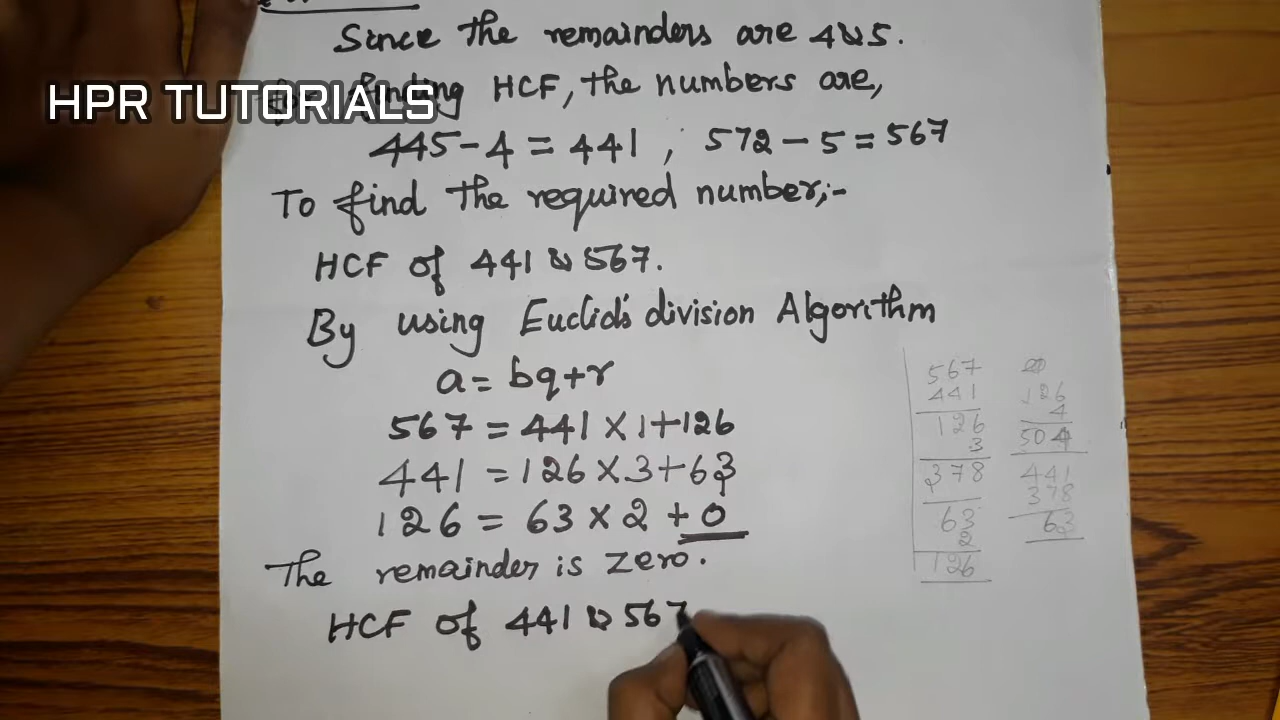 Since the remainders are 4 & 5.
HPR TUTORIALS
finding HCF, the numbers are,
445 - 4 = 441 ; 572 - 5 = 567
To find the required number;-
HCF of 441 & 567.
By using Euclid's division Algorithm
a = bq+r
567 = 441 × 1 + 126
441 = 126 × 3 + 63
126 = 63 × 2 + 0
The remainder is zero.
HCF of 441 & 567
567
441
126
3
378
63
2
126
126
4
504
441
378
63